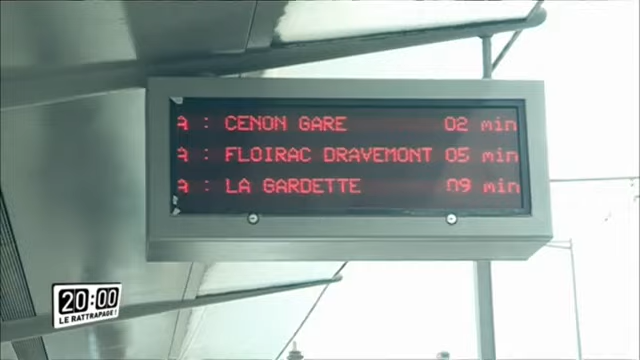 A : CENON GARE 02 min
A : FLOIRAC DRAVEMONT 05 min
A : LA GARDETTE 09 min
20:00
LE RATTRAPAGE !